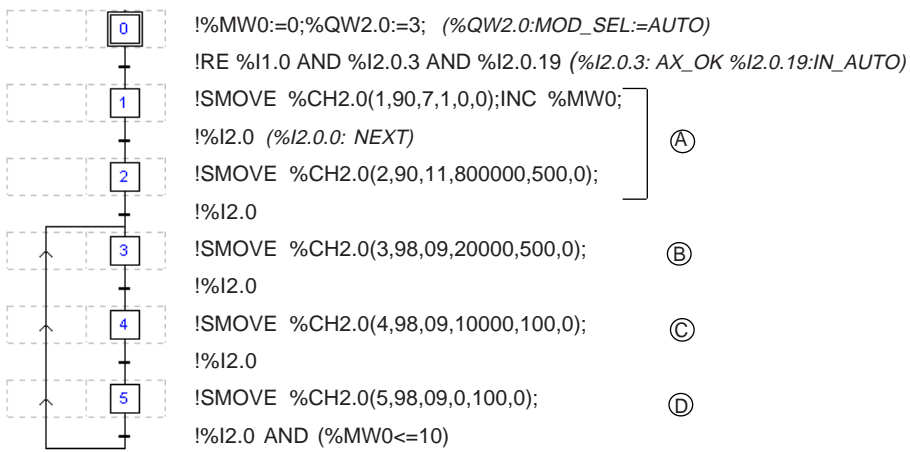 0 !%MW0:=0;%QW2.0:=3; (%QW2.0:MOD_SEL:=AUTO)
!RE %I1.0 AND %I2.0.3 AND %I2.0.19 (%I2.0.3: AX_OK %I2.0.19:IN_AUTO)
1 !SMOVE %CH2.0(1,90,7,1,0,0);INC %MW0;
!%I2.0 (%I2.0.0: NEXT) A
2 !SMOVE %CH2.0(2,90,11,800000,500,0);
!%I2.0
3 !SMOVE %CH2.0(3,98,09,20000,500,0); B
!%I2.0
4 !SMOVE %CH2.0(4,98,09,10000,100,0); C
!%I2.0
5 !SMOVE %CH2.0(5,98,09,0,100,0); D
!%I2.0 AND (%MW0<=10)